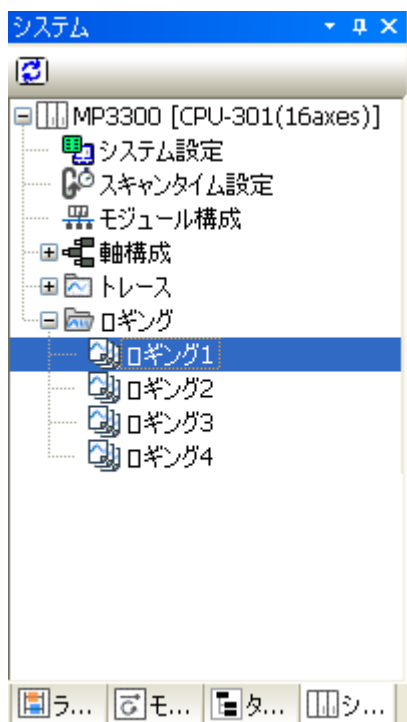 システム
MP3300 [CPU-301(16axes)]
システム設定
スキャンタイム設定
モジュール構成
軸構成
トレース
ロギング
ロギング1
ロギング2
ロギング3
ロギング4
ラ... モ... タ... シ...